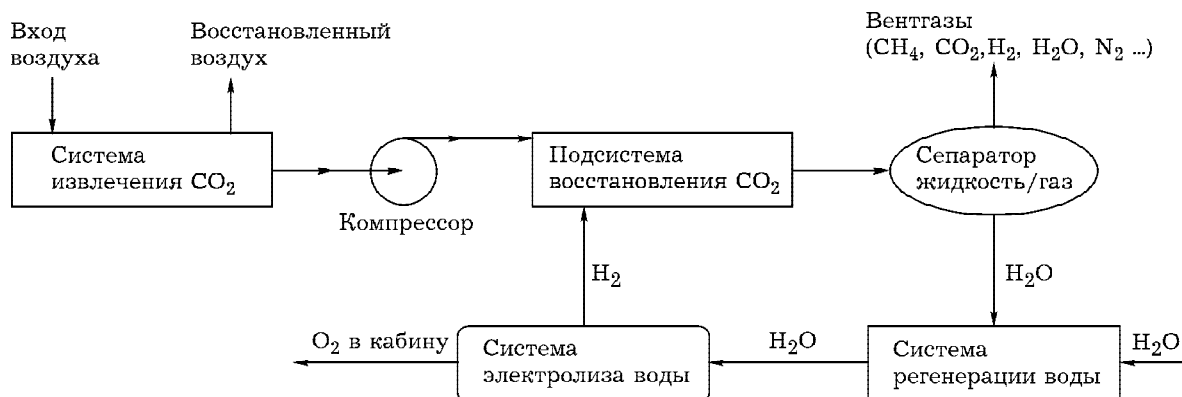 Вход
воздуха
Восстановленный
воздух
Вентгазы
(CH4, CO2,H2, H2O, N2 ...)
Система
извлечения CO2
Компрессор
Подсистема
восстановления CO2
Сепаратор
жидкость/газ
H2
H2O
O2 в кабину
Система
электролиза воды
H2O
Система
регенерации воды
H2O